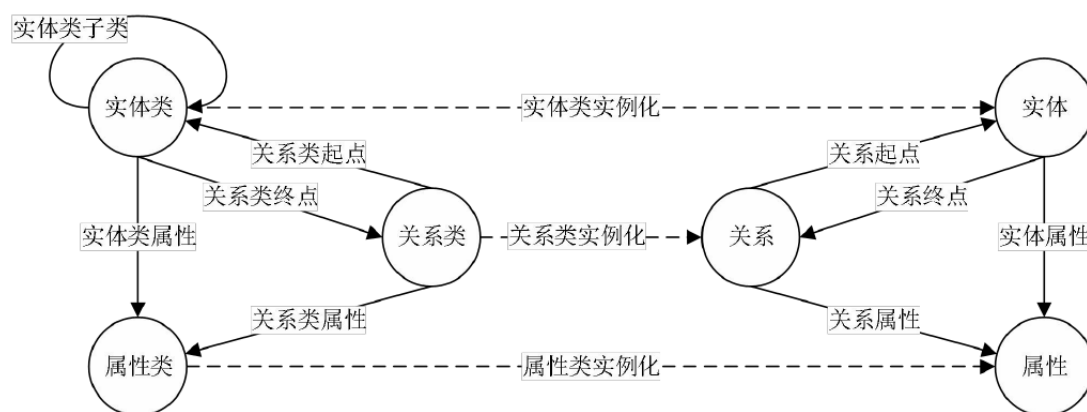 实体类子类
实体类
实体类实例化
实体
关系类起点
关系起点
关系类终点
关系终点
实体类属性
关系类
关系类实例化
关系
实体属性
关系类属性
关系属性
属性类
属性类实例化
属性